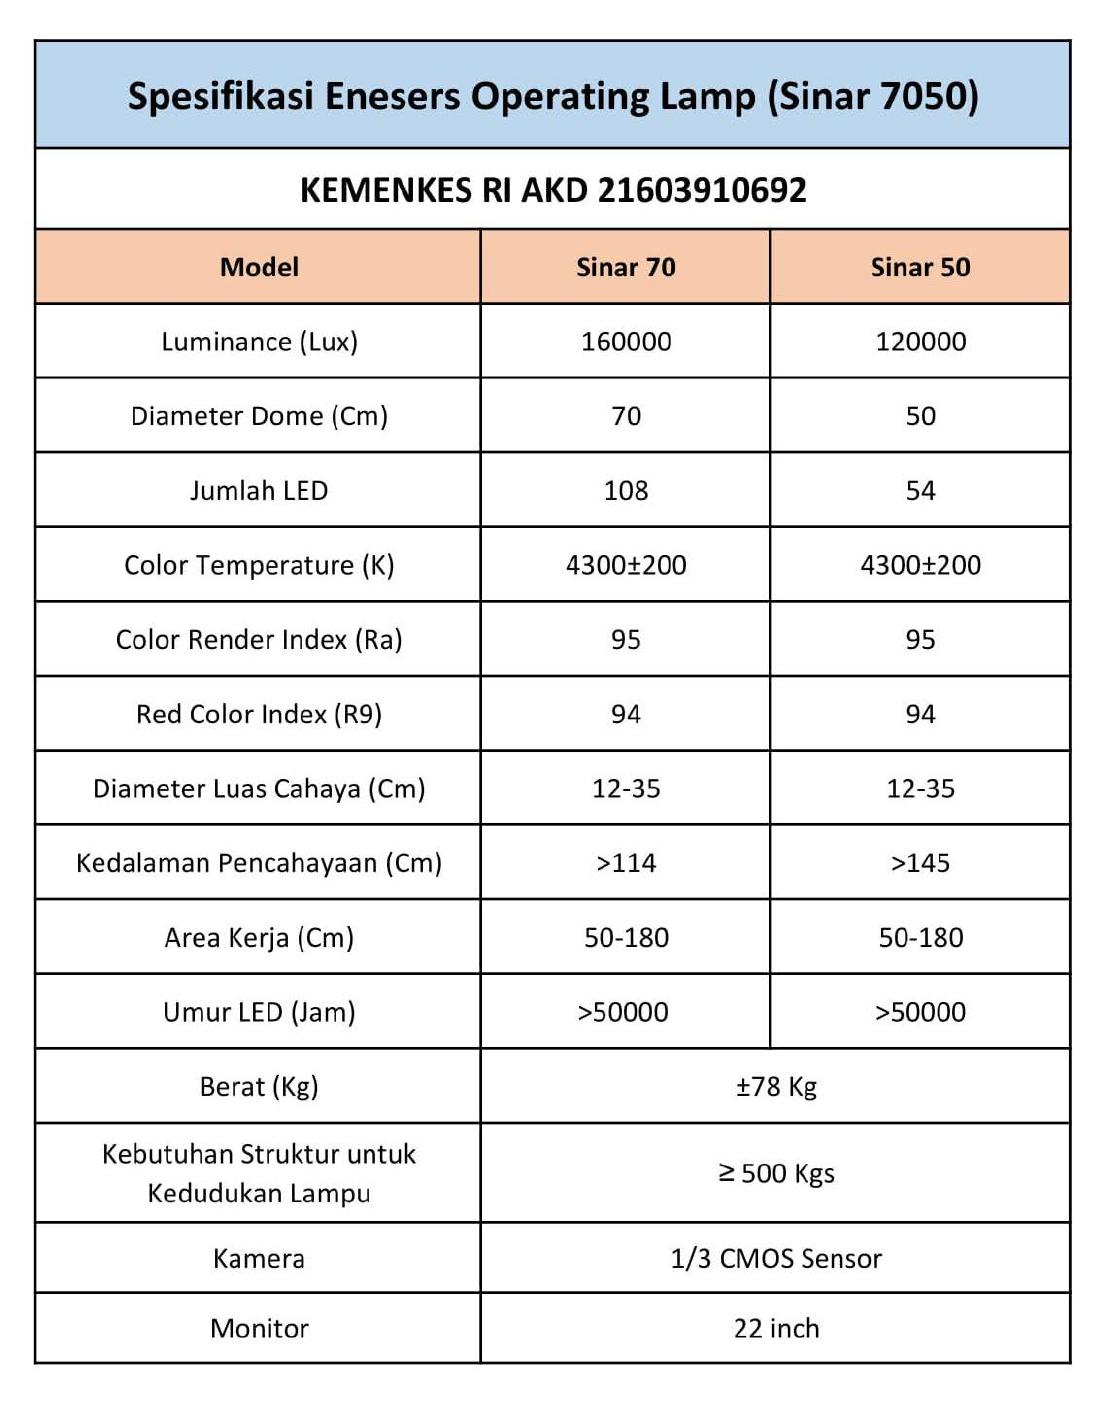 Spesifikasi Enesers Operating Lamp (Sinar 7050)
KEMENKES RI AKD 21603910692
Model Sinar 70 Sinar 50
Luminance (Lux) 160000 120000
Diameter Dome (Cm) 70 50
Jumlah LED 108 54
Color Temperature (K) 4300±200 4300±200
Color Render Index (Ra) 95 95
Red Color Index (R9) 94 94
Diameter Luas Cahaya (Cm) 12-35 12-35
Kedalaman Pencahayaan (Cm) >114 >145
Area Kerja (Cm) 50-180 50-180
Umur LED (Jam) >50000 >50000
Berat (Kg) ±78 Kg
Kebutuhan Struktur untuk
Kedudukan Lampu ≥ 500 Kgs
Kamera 1/3 CMOS Sensor
Monitor 22 inch